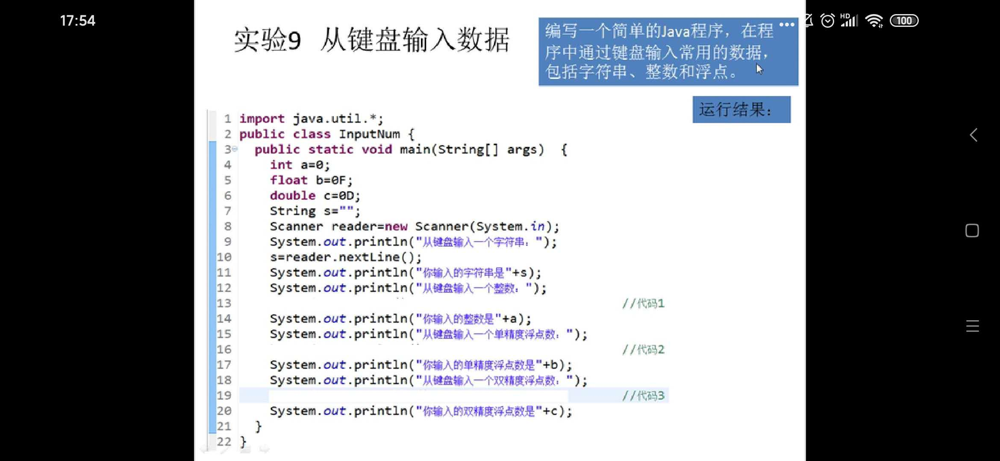 17:54
HD
100
实验9 从键盘输入数据
编写一个简单的Java程序，在程
序中通过键盘输入常用的数据，
包括字符串、整数和浮点。
运行结果：
1 import java.util.*;
2 public class InputNum {
3 public static void main(String[] args) {
4 int a=0;
5 float b=0F;
6 double c=0D;
7 String s="";
8 Scanner reader=new Scanner(System.in);
9 System.out.println("从键盘输入一个字符串：");
10 s=reader.nextLine();
11 System.out.println("你输入的字符串是"+s);
12 System.out.println("从键盘输入一个整数：");
13 //代码1
14 System.out.println("你输入的整数是"+a);
15 System.out.println("从键盘输入一个单精度浮点数：");
16 //代码2
17 System.out.println("你输入的单精度浮点数是"+b);
18 System.out.println("从键盘输入一个双精度浮点数：");
19 //代码3
20 System.out.println("你输入的双精度浮点数是"+c);
21 }
22 }